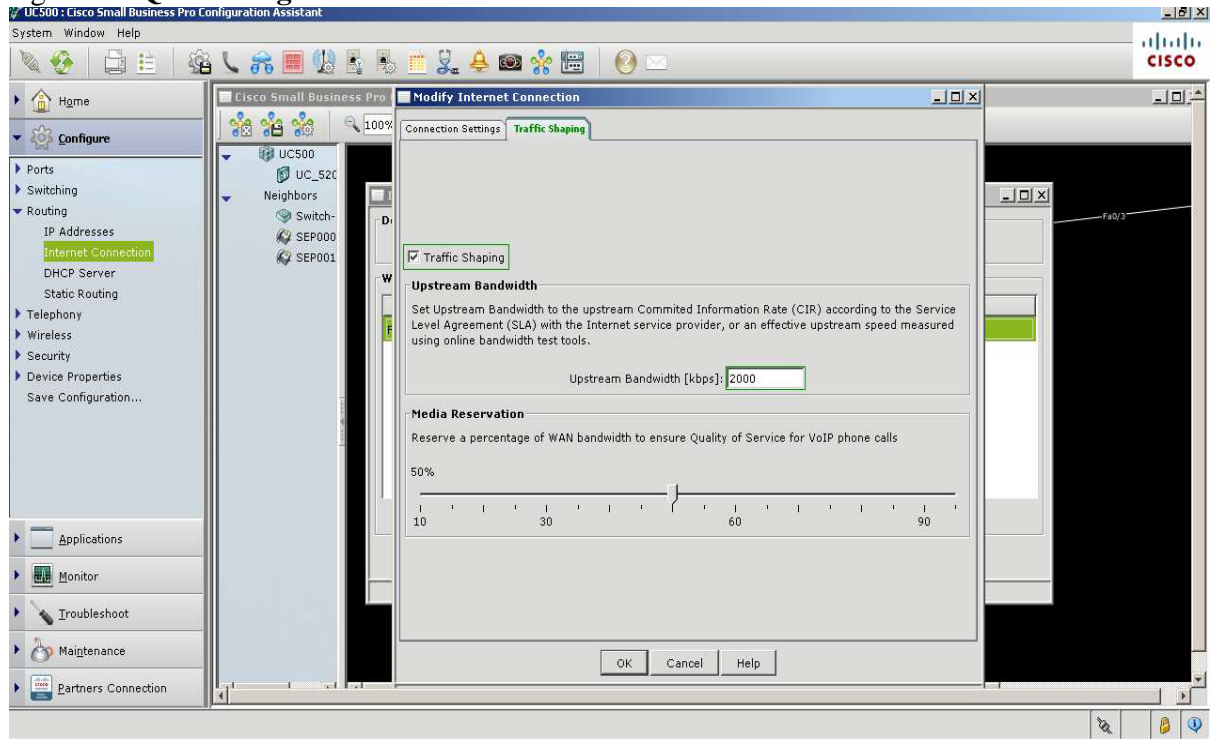 UC500 : Cisco Small Business Pro Configuration Assistant
System Window Help
CISCO
Home
Configure
Ports
Switching
Routing
IP Addresses
Internet Connection
DHCP Server
Static Routing
Telephony
Wireless
Security
Device Properties
Save Configuration...
Applications
Monitor
Troubleshoot
Maintenance
Partners Connection
Cisco Small Business Pro
100%
UC500
UC_520
Neighbors
Switch-
SEP000
SEP001
Fa0/3
Modify Internet Connection
Connection Settings Traffic Shaping
Traffic Shaping
Upstream Bandwidth
Set Upstream Bandwidth to the upstream Commited Information Rate (CIR) according to the Service
Level Agreement (SLA) with the Internet service provider, or an effective upstream speed measured
using online bandwidth test tools.
Upstream Bandwidth [kbps]: 2000
Media Reservation
Reserve a percentage of WAN bandwidth to ensure Quality of Service for VoIP phone calls
50%
10 30 60 90
OK Cancel Help